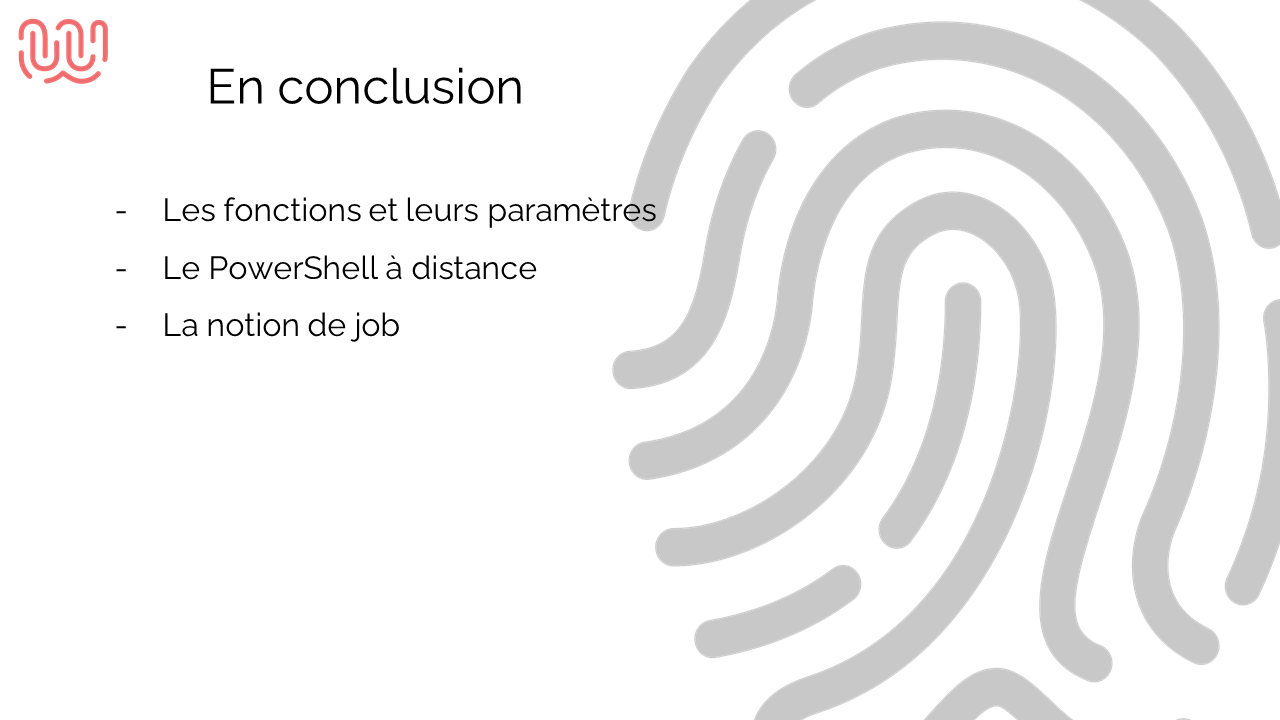 En conclusion
- Les fonctions et leurs paramètres
- Le PowerShell à distance
- La notion de job